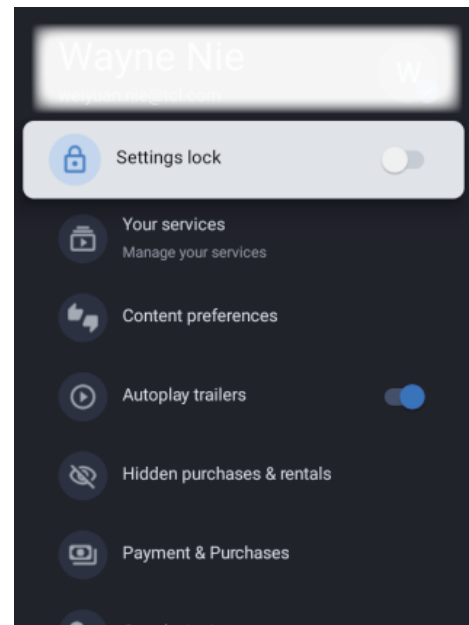 Wayne Nie
W
Settings lock
Your services
Manage your services
Content preferences
Autoplay trailers
Hidden purchases & rentals
Payment & Purchases